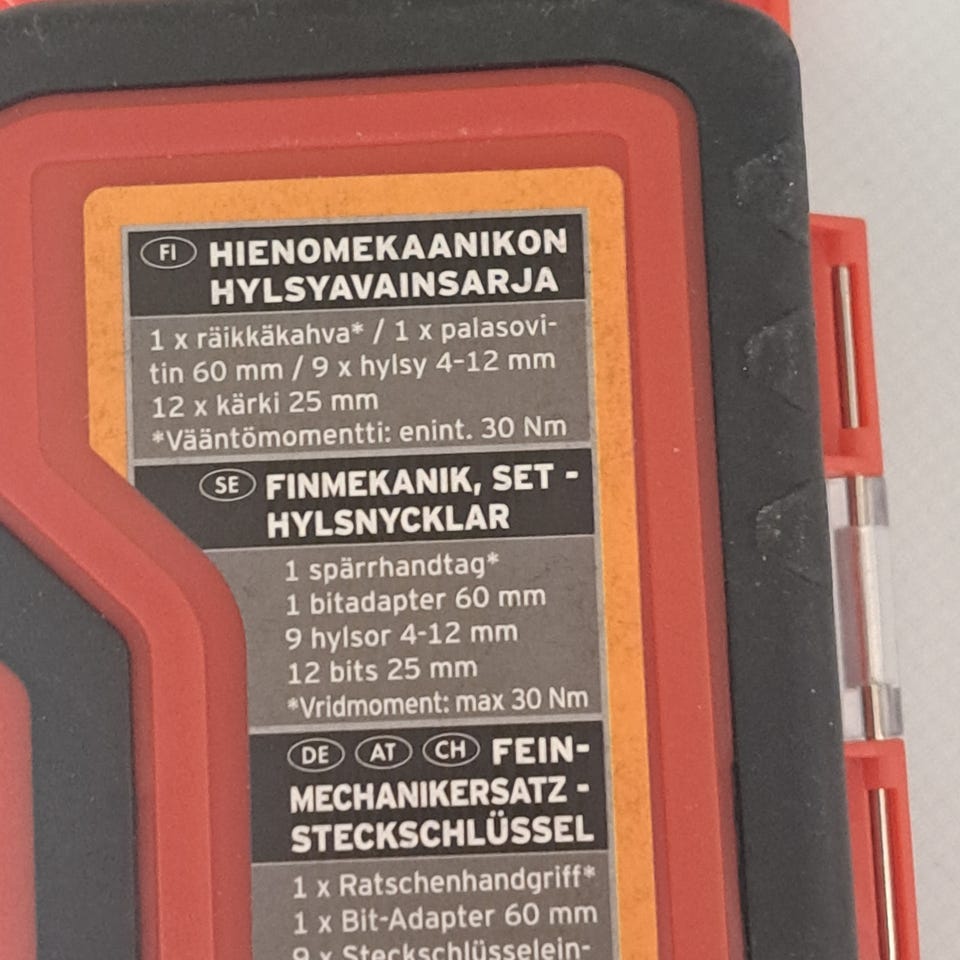 FI HIENOMEKAANIKON
HYLSYAVAINSARJA
1 x räikkäkahva* / 1 x palasovi-
tin 60 mm / 9 x hylsy 4-12 mm
12 x kärki 25 mm
*Vääntömomentti: enint. 30 Nm
SE FINMEKANIK, SET -
HYLSNYCKLAR
1 spärrhandtag*
1 bitadapter 60 mm
9 hylsor 4-12 mm
12 bits 25 mm
*Vridmoment: max 30 Nm
DE AT CH FEIN-
MECHANIKERSATZ -
STECKSCHLÜSSEL
1 x Ratschenhandgriff*
1 x Bit-Adapter 60 mm
9 x Steckschlüsselein-